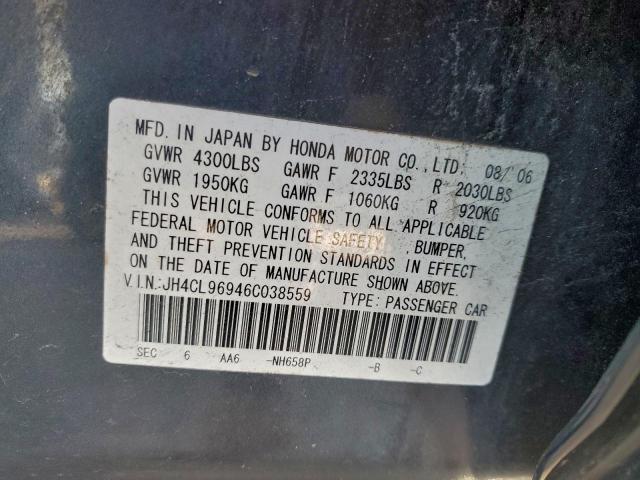 MFD. IN JAPAN BY HONDA MOTOR CO., LTD. 08/06
GVWR 4300LBS GAWR F 2335LBS R 2030LBS
GVWR 1950KG GAWR F 1060KG R 920KG
THIS VEHICLE CONFORMS TO ALL APPLICABLE
FEDERAL MOTOR VEHICLE SAFETY, BUMPER,
AND THEFT PREVENTION STANDARDS IN EFFECT
ON THE DATE OF MANUFACTURE SHOWN ABOVE.
V.I.N.:JH4CL96946C038559 TYPE: PASSENGER CAR
SEC 6 AA6 -NH658P -B -C